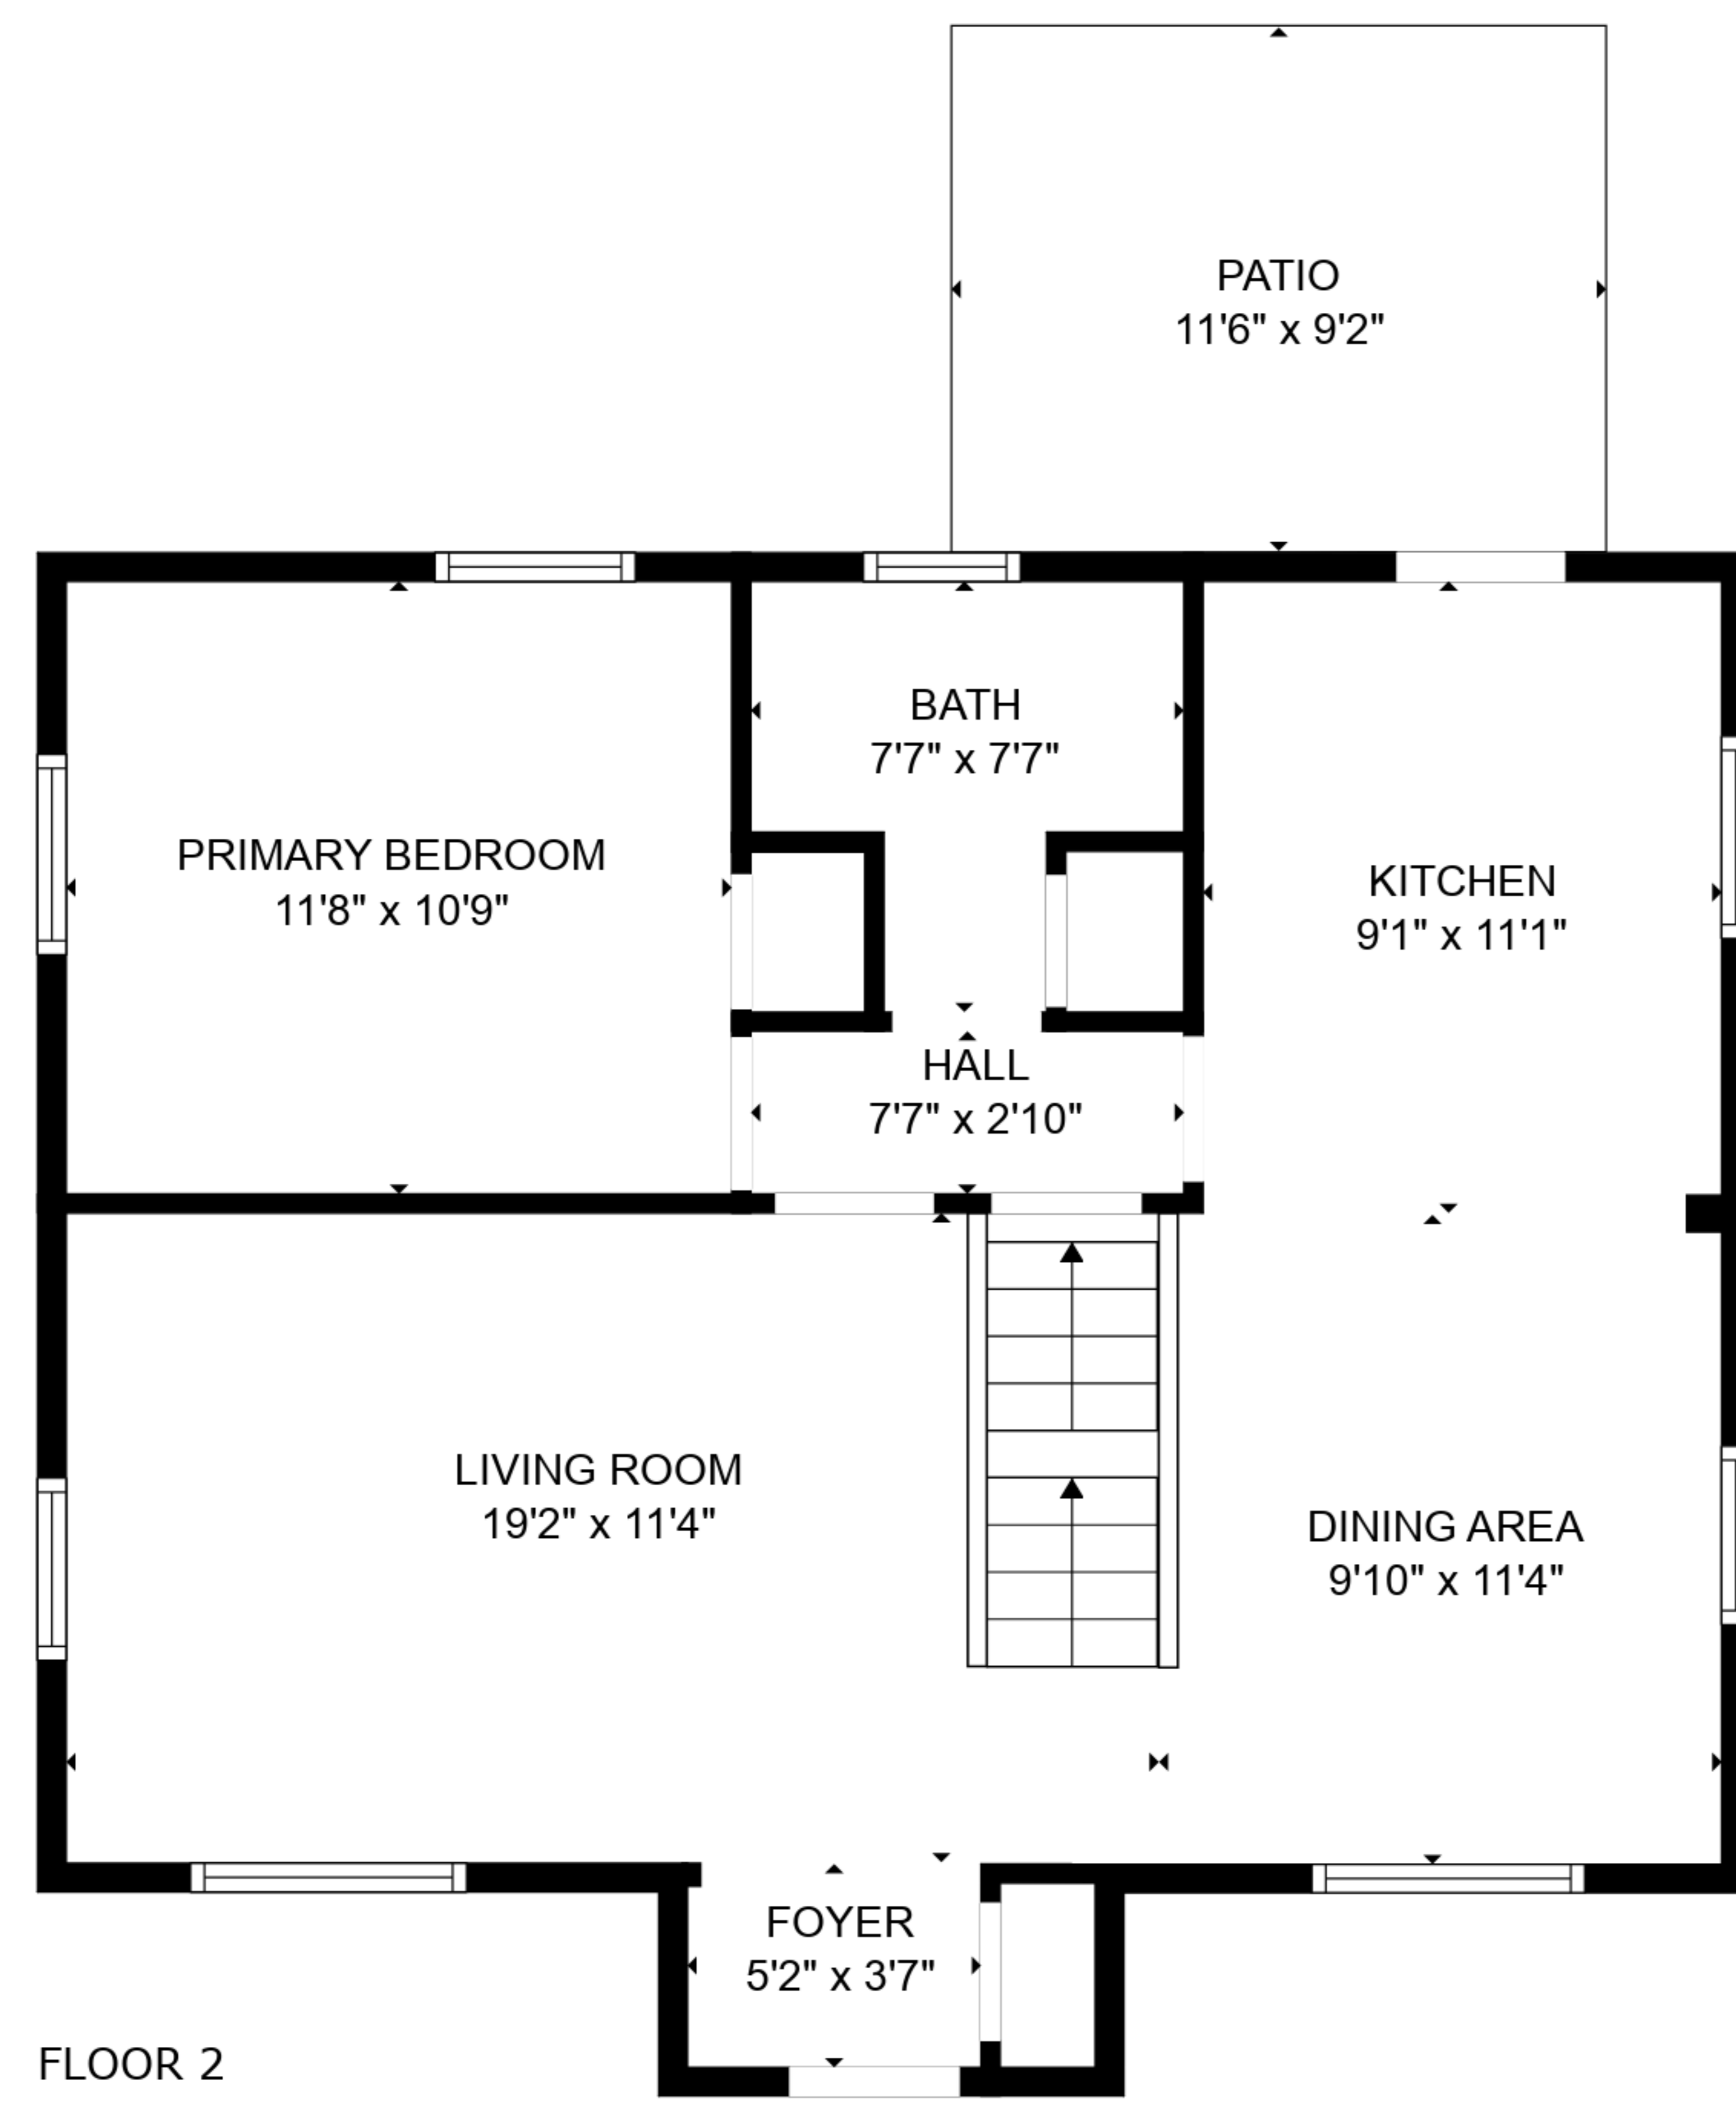 PATIO
11'6" x 9'2"
BATH
7'7" x 7'7"
PRIMARY BEDROOM
11'8" x 10'9"
KITCHEN
9'1" x 11'1"
HALL
7'7" x 2'10"
LIVING ROOM
19'2" x 11'4"
DINING AREA
9'10" x 11'4"
FOYER
5'2" x 3'7"
FLOOR 2